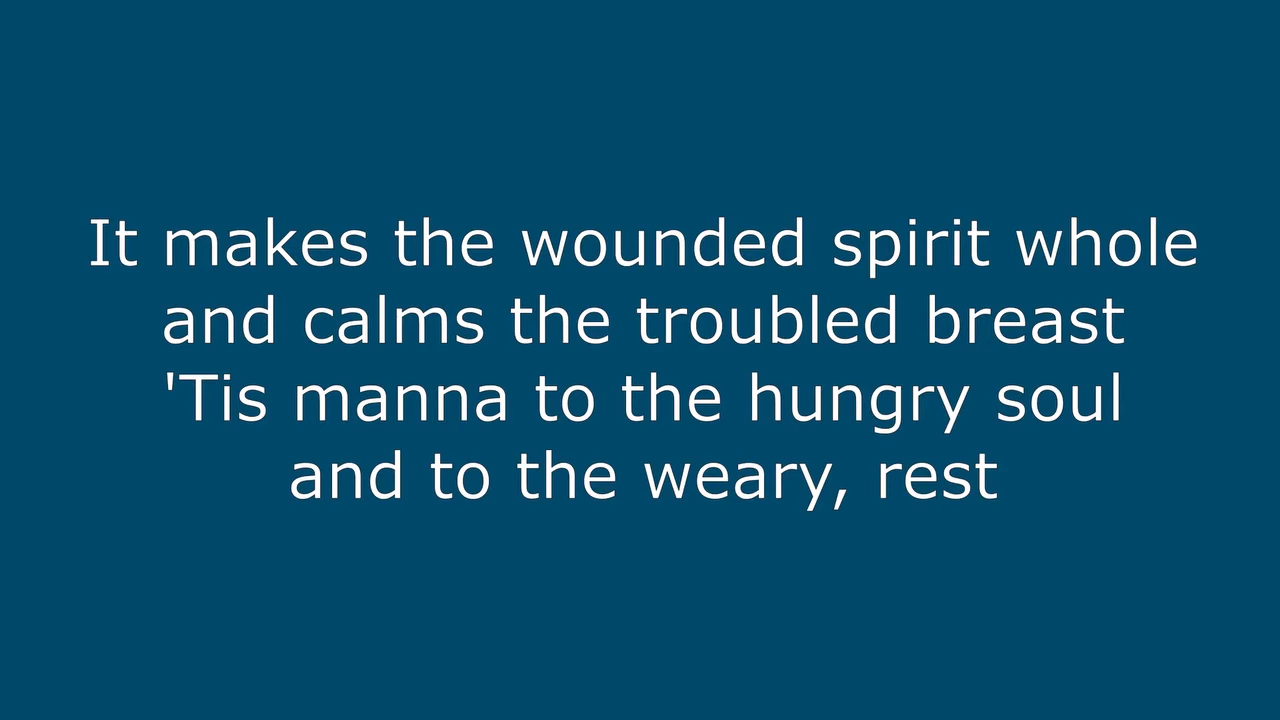 It makes the wounded spirit whole
and calms the troubled breast
'Tis manna to the hungry soul
and to the weary, rest